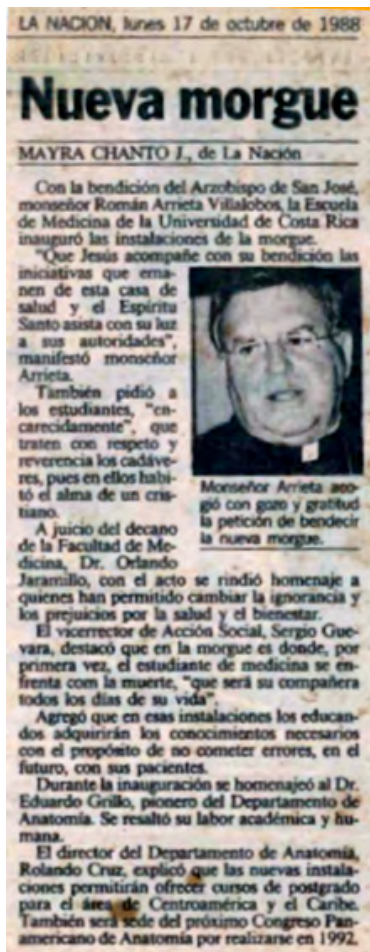 LA NACION, lunes 17 de octubre de 1988
Nueva morgue
MAYRA CHANTO J., de La Nación
Con la bendición del Arzobispo de San José,
monseñor Román Arrieta Villalobos, la Escuela
de Medicina de la Universidad de Costa Rica
inauguró las instalaciones de la morgue.
"Que Jesús acompañe con su bendición las
iniciativas que ema-
nen de esta casa de
salud y el Espíritu
Santo asista con su luz
a sus autoridades",
manifestó monseñor
Arrieta.
También pidió a
los estudiantes, "en-
carecidamente", que
traten con respeto y
reverencia los cadáve-
res, pues en ellos habi-
tó el alma de un cris-
tiano.
Monseñor Arrieta aco-
gió con gozo y gratitud
la petición de bendecir
la nueva morgue.
A juicio del decano
de la Facultad de Me-
dicina, Dr. Orlando
Jaramillo, con el acto se rindió homenaje a
quienes han permitido cambiar la ignorancia y
los prejuicios por la salud y el bienestar.
El vicerrector de Acción Social, Sergio Gue-
vara, destacó que en la morgue es donde, por
primera vez, el estudiante de medicina se en-
frenta com la muerte, "que será su compañera
todos los días de su vida".
Agregó que en esas instalaciones los educan-
dos adquirirán los conocimientos necesarios
con el propósito de no cometer errores, en el
futuro, con sus pacientes.
Durante la inauguración se homenajeó al Dr.
Eduardo Grillo, pionero del Departamento de
Anatomía. Se resaltó su labor académica y hu-
mana.
El director del Departamento de Anatomía,
Rolando Cruz, explicó que las nuevas instala-
ciones permitirán ofrecer cursos de postgrado
para el área de Centroamérica y el Caribe.
También será sede del próximo Congreso Pan-
americano de Anatomía por realizarse en 1992.